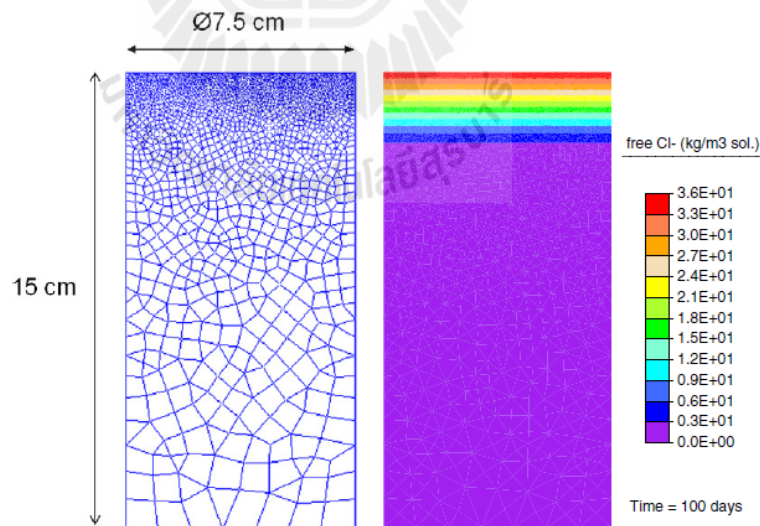 Ø7.5 cm
15 cm
free Cl- (kg/m3 sol.)
3.6E+01
3.3E+01
3.0E+01
2.7E+01
2.4E+01
2.1E+01
1.8E+01
1.5E+01
1.2E+01
0.9E+01
0.6E+01
0.3E+01
0.0E+00
Time = 100 days